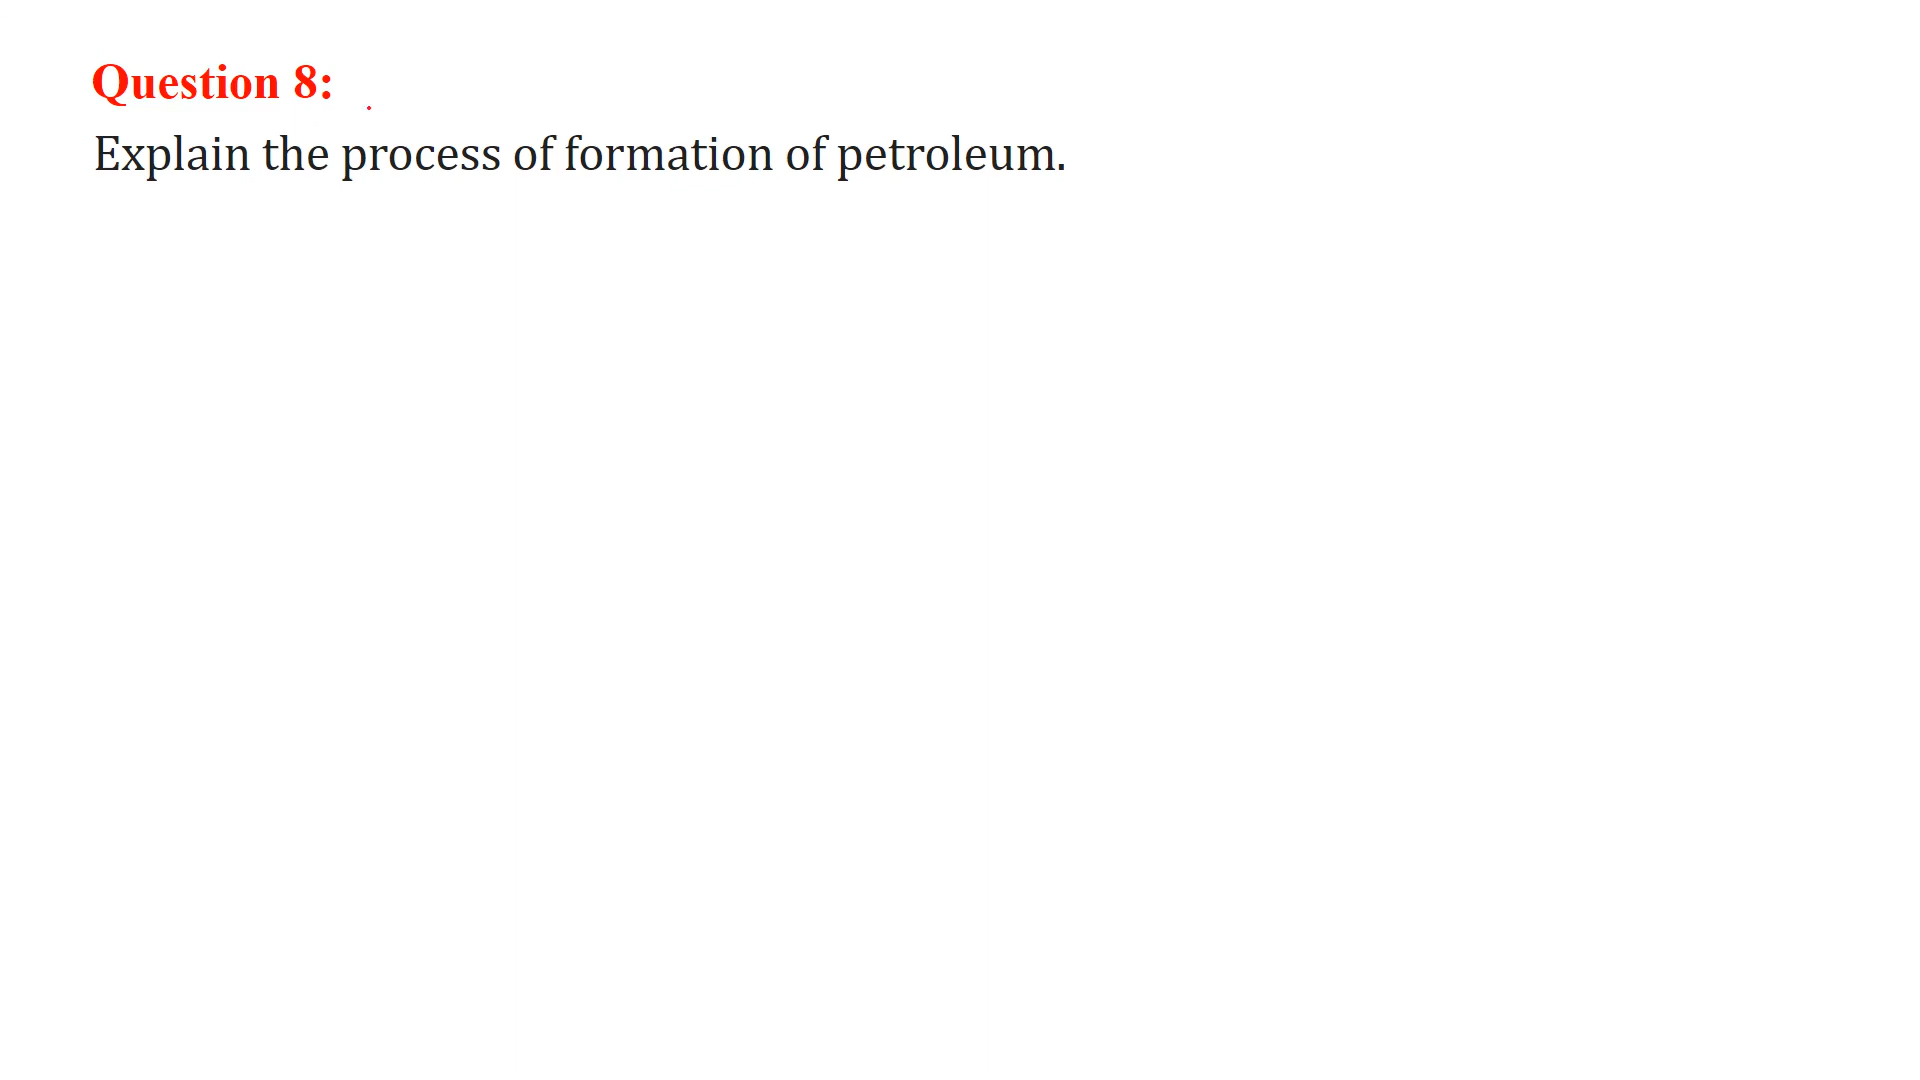 Question 8:
Explain the process of formation of petroleum.